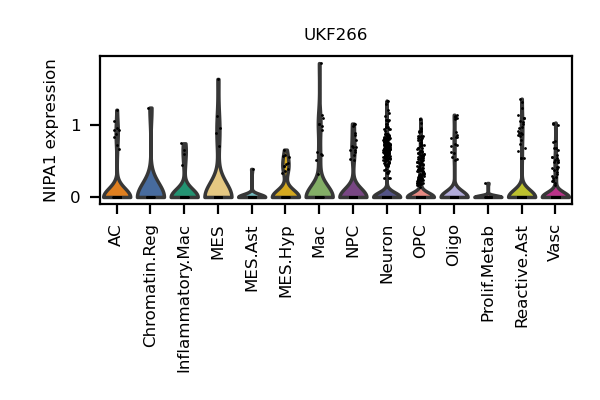 UKF266
NIPA1 expression
1
0
AC
Chromatin.Reg
Inflammatory.Mac
MES
MES.Ast
MES.Hyp
Mac
NPC
Neuron
OPC
Oligo
Prolif.Metab
Reactive.Ast
Vasc